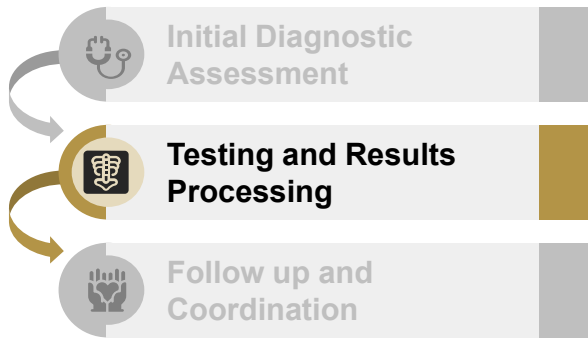 Initial Diagnostic
Assessment
Testing and Results
Processing
Follow up and
Coordination